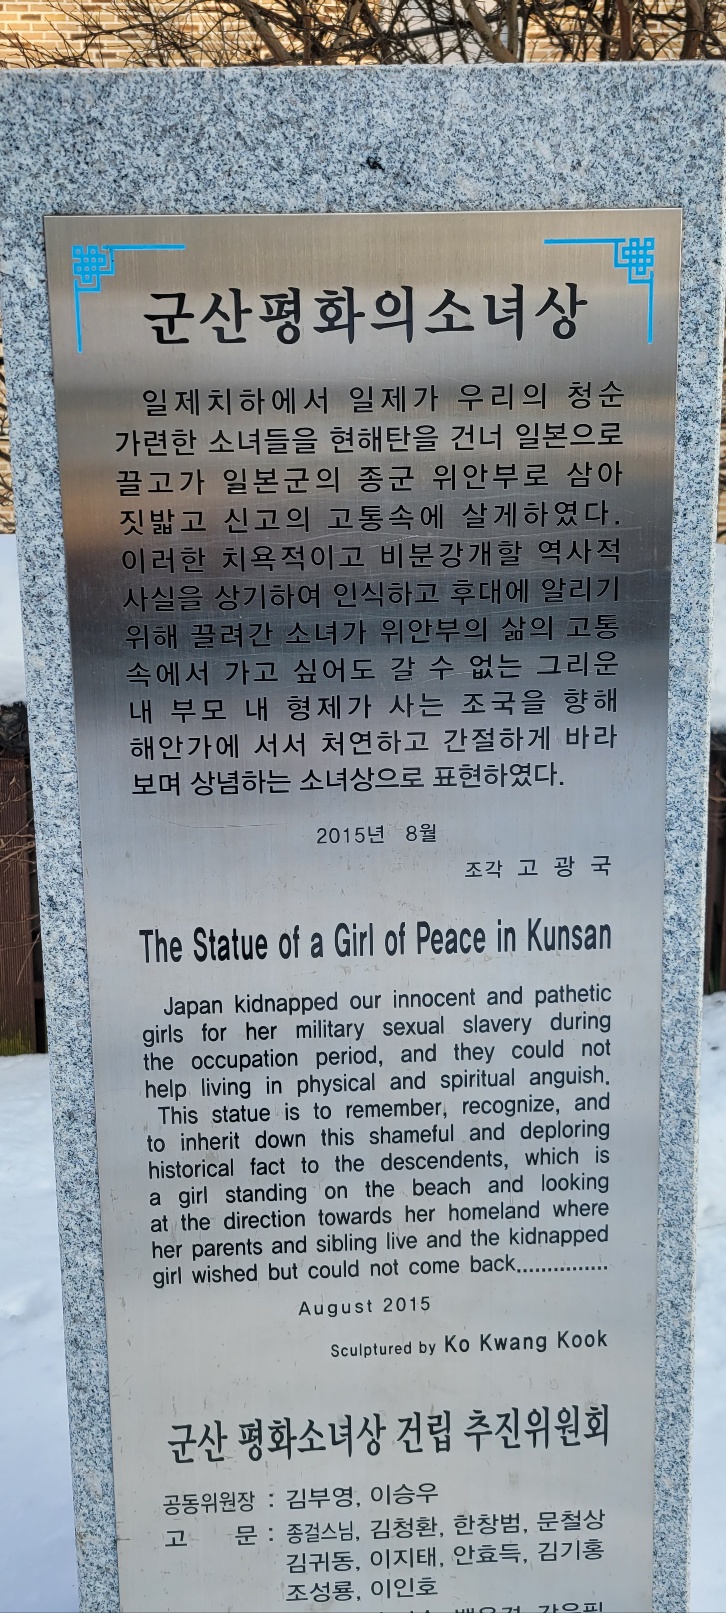 군산평화의소녀상
일제치하에서 일제가 우리의 청순
가련한 소녀들을 현해탄을 건너 일본으로
끌고가 일본군의 종군 위안부로 삼아
짓밟고 신고의 고통속에 살게하였다.
이러한 치욕적이고 비분강개할 역사적
사실을 상기하여 인식하고 후대에 알리기
위해 끌려간 소녀가 위안부의 삶의 고통
속에서 가고 싶어도 갈 수 없는 그리운
내 부모 내 형제가 사는 조국을 향해
해안가에 서서 처연하고 간절하게 바라
보며 상념하는 소녀상으로 표현하였다.
2015년 8월
조각 고 광 국
The Statue of a Girl of Peace in Kunsan
Japan kidnapped our innocent and pathetic
girls for her military sexual slavery during
the occupation period, and they could not
help living in physical and spiritual anguish.
This statue is to remember, recognize, and
to inherit down this shameful and deploring
historical fact to the descendents, which is
a girl standing on the beach and looking
at the direction towards her homeland where
her parents and sibling live and the kidnapped
girl wished but could not come back...............
August 2015
Sculptured by Ko Kwang Kook
군산 평화소녀상 건립 추진위원회
공동위원장 : 김부영, 이승우
고 문 : 종걸스님, 김청환, 한창범, 문철상
김귀동, 이지태, 안효득, 김기홍
조성룡, 이인호